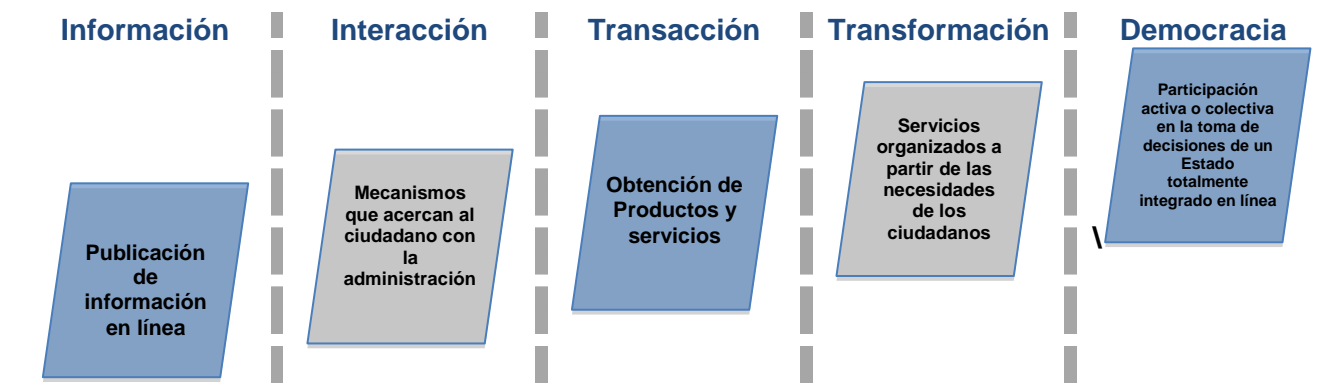 Información
Interacción
Transacción
Transformación
Democracia
Publicación
de
información
en línea
Mecanismos
que acercan al
ciudadano con
la
administración
Obtención de
Productos y
servicios
Servicios
organizados a
partir de las
necesidades
de los
ciudadanos
Participación
activa o colectiva
en la toma de
decisiones de un
Estado
totalmente
integrado en línea
\